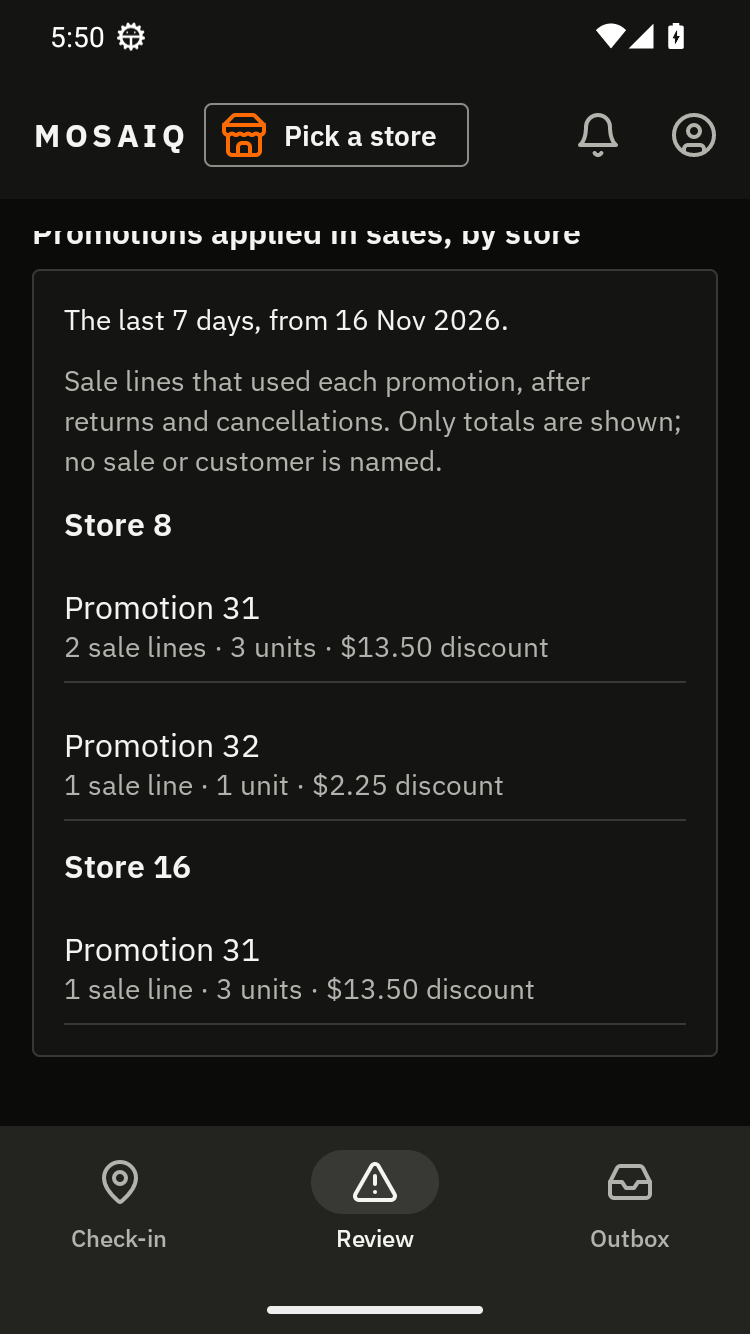 5:50
MOSAIQ
Pick a store
Promotions applied in sales, by store
The last 7 days, from 16 Nov 2026.
Sale lines that used each promotion, after
returns and cancellations. Only totals are shown;
no sale or customer is named.
Store 8
Promotion 31
2 sale lines · 3 units · $13.50 discount
Promotion 32
1 sale line · 1 unit · $2.25 discount
Store 16
Promotion 31
1 sale line · 3 units · $13.50 discount
Check-in
Review
Outbox